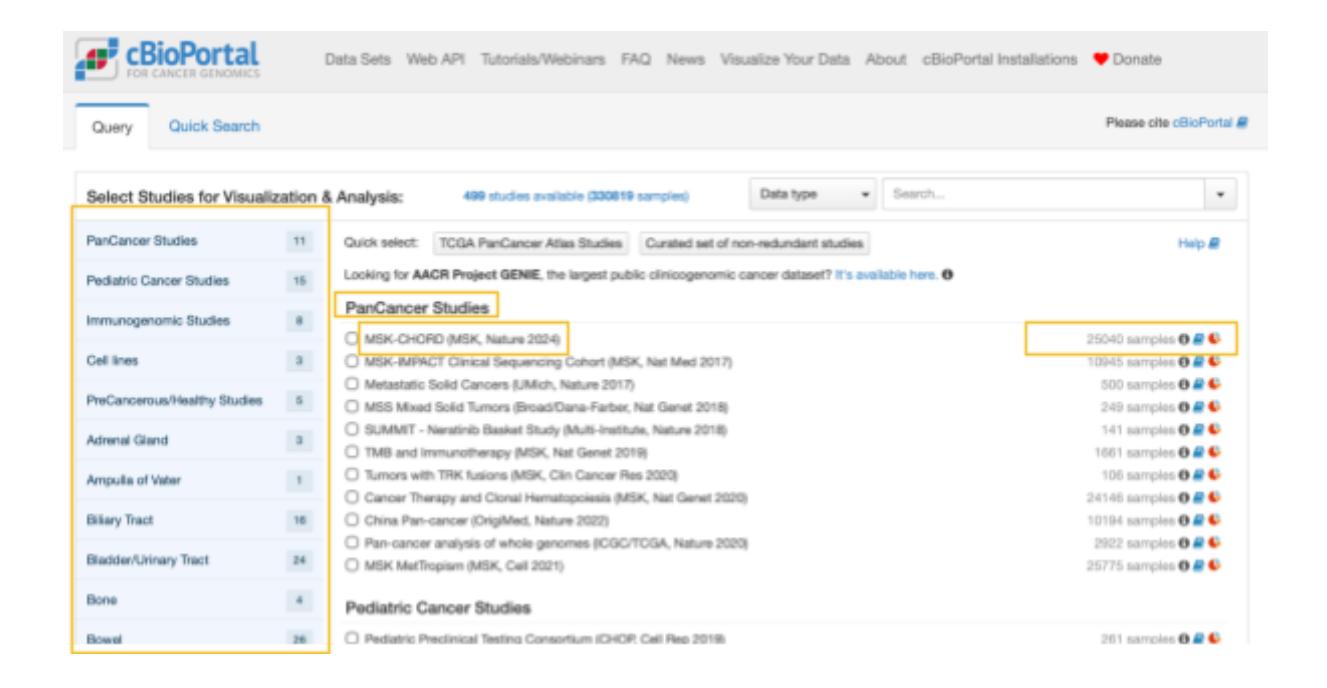 cBioPortal
FOR CANCER GENOMICS
Data Sets Web API Tutorials/Webinars FAQ News Visualize Your Data About cBioPortal Installations Donate
Query Quick Search Please cite cBioPortal
Select Studies for Visualization & Analysis: 499 studies available (330619 samples) Data type Search...
PanCancer Studies 11
Pediatric Cancer Studies 15
Immunogenomic Studies 8
Cell lines 3
PreCancerous/Healthy Studies 5
Adrenal Gland 3
Ampulla of Vater 1
Biliary Tract 16
Bladder/Urinary Tract 24
Bone 4
Bowel 26
Quick select: TCGA PanCancer Atlas Studies Curated set of non-redundant studies Help
Looking for AACR Project GENIE, the largest public clinicogenomic cancer dataset? It's available here.
PanCancer Studies
MSK-CHORD (MSK, Nature 2024) 25040 samples
MSK-IMPACT Clinical Sequencing Cohort (MSK, Nat Med 2017) 10945 samples
Metastatic Solid Cancers (UMich, Nature 2017) 500 samples
MSS Mixed Solid Tumors (Broad/Dana-Farber, Nat Genet 2018) 249 samples
SUMMIT - Neratinib Basket Study (Multi-Institute, Nature 2018) 141 samples
TMB and Immunotherapy (MSK, Nat Genet 2019) 1661 samples
Tumors with TRK fusions (MSK, Clin Cancer Res 2020) 106 samples
Cancer Therapy and Clonal Hematopoiesis (MSK, Nat Genet 2020) 24146 samples
China Pan-cancer (OrigiMed, Nature 2022) 10194 samples
Pan-cancer analysis of whole genomes (ICGC/TCGA, Nature 2020) 2922 samples
MSK MetTropism (MSK, Cell 2021) 25775 samples
Pediatric Cancer Studies
Pediatric Preclinical Testing Consortium (CHOP, Cell Rep 2019) 261 samples